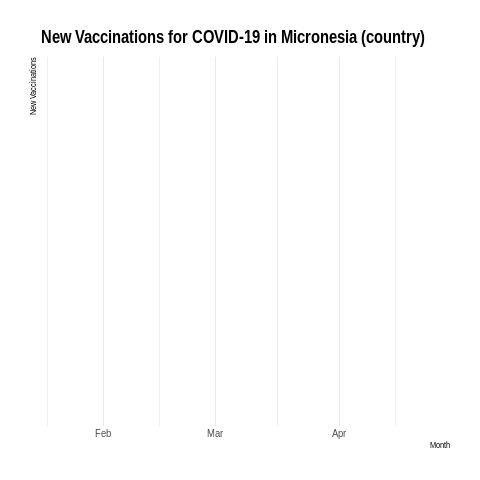 New Vaccinations for COVID-19 in Micronesia (country)
New Vaccinations
Feb Mar Apr
Month